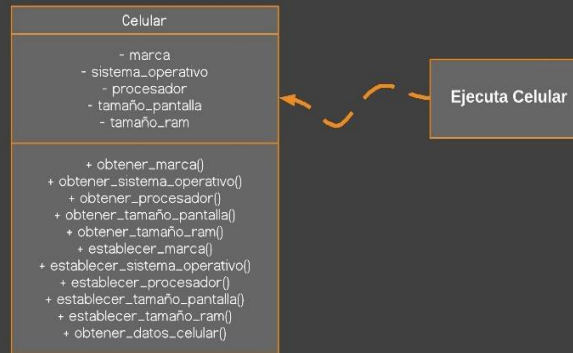 Celular
- marca
- sistema_operativo
- procesador
- tamaño_pantalla
- tamaño_ram
Ejecuta Celular
+ obtener_marca()
+ obtener_sistema_operativo()
+ obtener_procesador()
+ obtener_tamaño_pantalla()
+ obtener_tamaño_ram()
+ establecer_marca()
+ establecer_sistema_operativo()
+ establecer_procesador()
+ establecer_tamaño_pantalla()
+ establecer_tamaño_ram()
+ obtener_datos_celular()